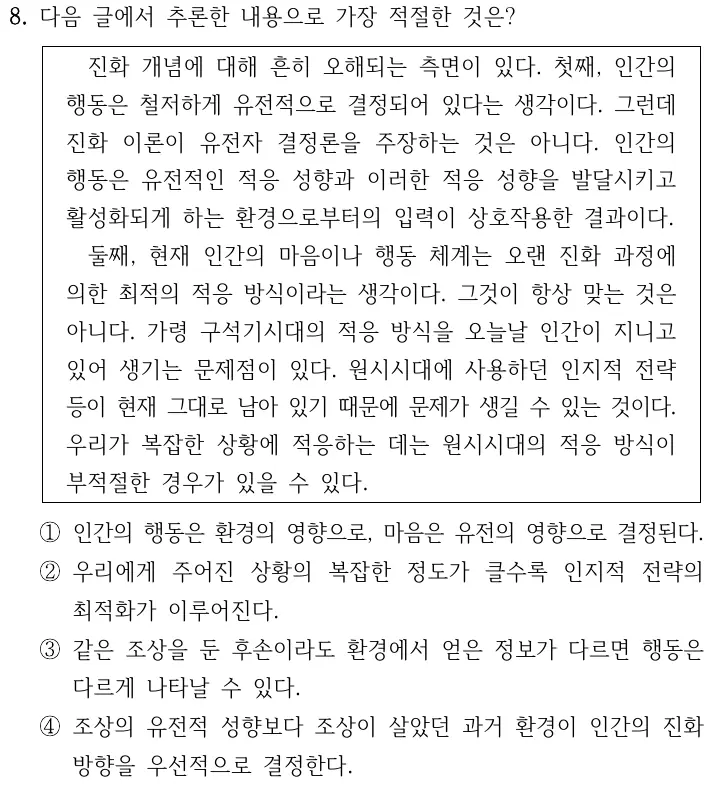 8. 다음 글에서 추론한 내용으로 가장 적절한 것은?
진화 개념에 대해 흔히 오해되는 측면이 있다. 첫째, 인간의
행동은 철저하게 유전적으로 결정되어 있다는 생각이다. 그런데
진화 이론이 유전자 결정론을 주장하는 것은 아니다. 인간의
행동은 유전적인 적응 성향과 이러한 적응 성향을 발달시키고
활성화되게 하는 환경으로부터의 입력이 상호작용한 결과이다.
둘째, 현재 인간의 마음이나 행동 체계는 오랜 진화 과정에
의한 최적의 적응 방식이라는 생각이다. 그것이 항상 맞는 것은
아니다. 가령 구석기시대의 적응 방식을 오늘날 인간이 지니고
있어 생기는 문제점이 있다. 원시시대에 사용하던 인지적 전략
등이 현재 그대로 남아 있기 때문에 문제가 생길 수 있는 것이다.
우리가 복잡한 상황에 적응하는 데는 원시시대의 적응 방식이
부적절한 경우가 있을 수 있다.
① 인간의 행동은 환경의 영향으로, 마음은 유전의 영향으로 결정된다.
② 우리에게 주어진 상황의 복잡한 정도가 클수록 인지적 전략의
최적화가 이루어진다.
③ 같은 조상을 둔 후손이라도 환경에서 얻은 정보가 다르면 행동은
다르게 나타날 수 있다.
④ 조상의 유전적 성향보다 조상이 살았던 과거 환경이 인간의 진화
방향을 우선적으로 결정한다.